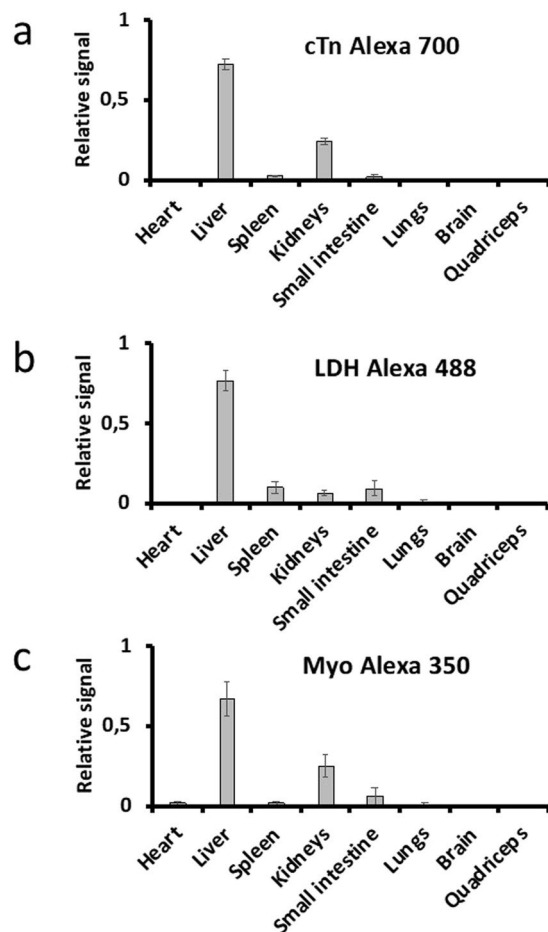 a
cTn Alexa 700
Relative signal
1
0,5
0
Heart
Liver
Spleen
Kidneys
Small intestine
Lungs
Brain
Quadriceps
b
LDH Alexa 488
Relative signal
1
0,5
0
Heart
Liver
Spleen
Kidneys
Small intestine
Lungs
Brain
Quadriceps
c
Myo Alexa 350
Relative signal
1
0,5
0
Heart
Liver
Spleen
Kidneys
Small intestine
Lungs
Brain
Quadriceps